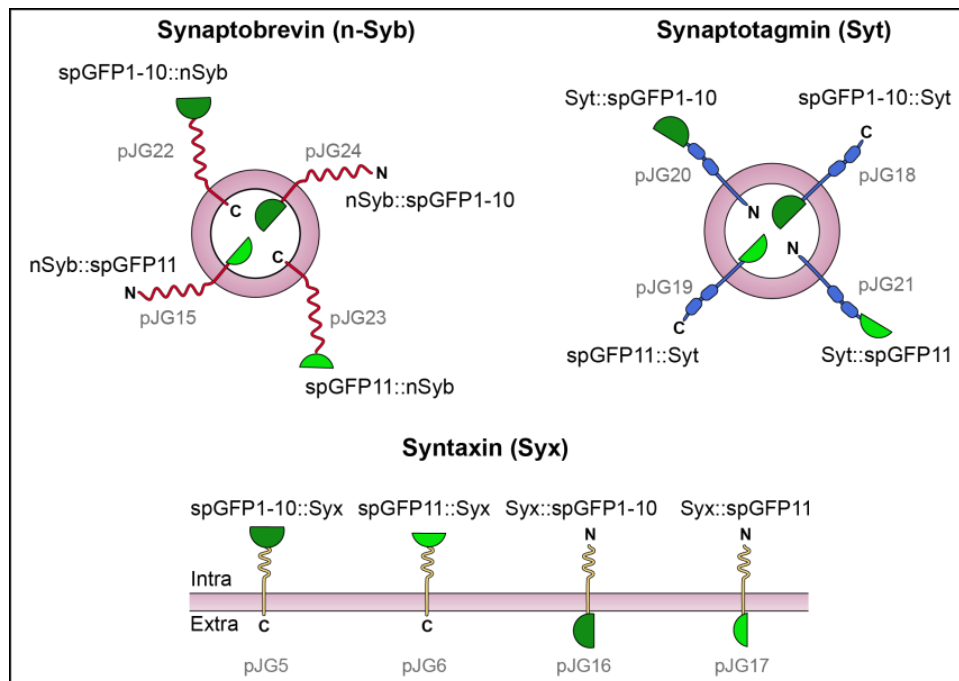 Synaptobrevin (n-Syb)
spGFP1-10::nSyb
pJG22
pJG24
N
nSyb::spGFP1-10
C
C
nSyb::spGFP11
N
pJG15
pJG23
spGFP11::nSyb
Synaptotagmin (Syt)
Syt::spGFP1-10
spGFP1-10::Syt
C
pJG20
pJG18
N
N
pJG19
pJG21
C
spGFP11::Syt
Syt::spGFP11
Syntaxin (Syx)
spGFP1-10::Syx spGFP11::Syx Syx::spGFP1-10 Syx::spGFP11
N N
Intra
Extra
C C
pJG5 pJG6 pJG16 pJG17